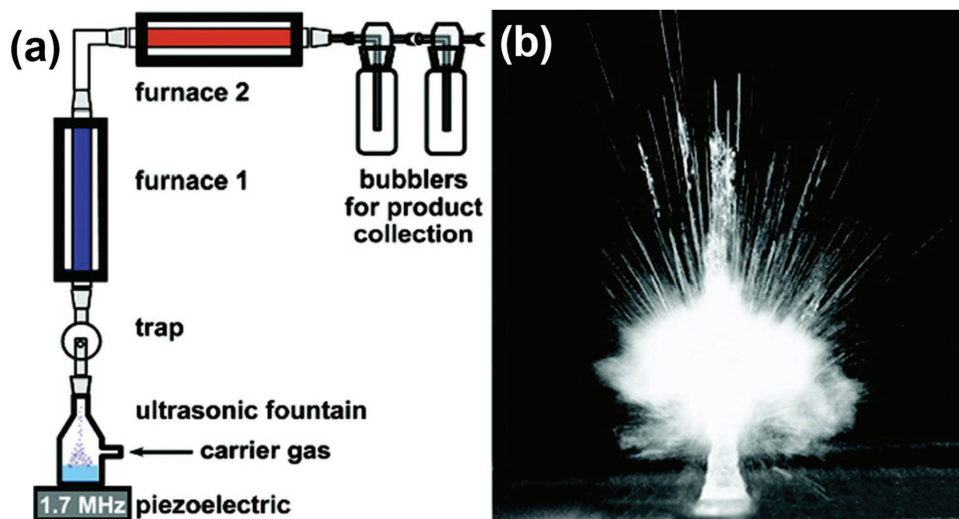 (a)
furnace 2
furnace 1
bubblers
for product
collection
trap
ultrasonic fountain
carrier gas
1.7 MHz piezoelectric
(b)